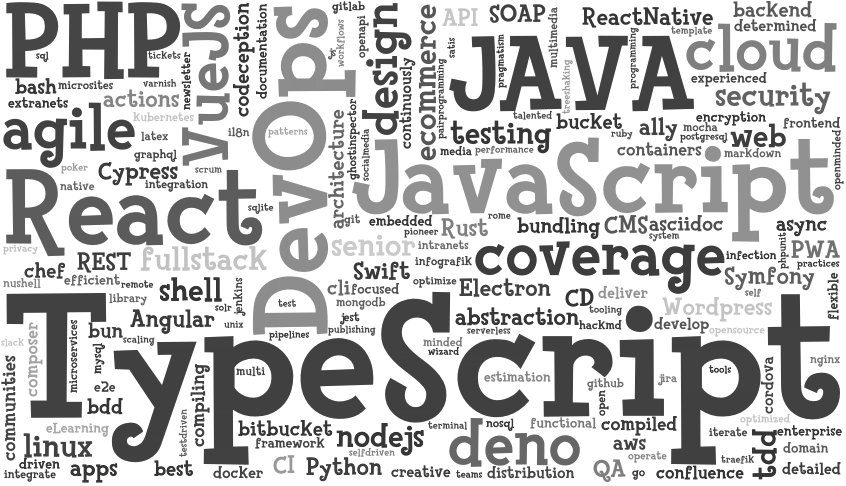 PHP
sql
tickets
bash
microsites
varnish
extranets
actions
newsletter
VueJS
codeception
documentation
gitlab
workflows
openapi
DevOps
patterns
design
continuously
ecommerce
API
SOAP
satis
pairprogramming
JAVA
pragmatism
talented
multimedia
treeshaking
ReactNative
programming
template
backend
determined
cloud
experienced
security
encryption
frontend
agile
kubernetes
latex
graphql
il8n
poker
Cypress
scrum
native
integration
architecture
ghostinspector
socialmedia
testing
bucket
ruby
ally
mocha
postgresql
web
media
performance
containers
markdown
openminded
React
sqlite
JavaScript
git
embedded
pioneer
rome
Rust
bundling
CMS
asciidoc
system
async
privacy
REST
fullstack
senior
intranets
infografik
coverage
infection
phpunit
PWA
practices
chef
nushell
efficient
remote
shell
Swift
optimize
Electron
Symfony
library
solr
jenkins
cli
focused
mongodb
CD
deliver
self
Wordpress
flexible
tooling
TypeScript
Angular
unix
test
jest
publishing
pipelines
abstraction
serverless
hackmd
develop
opensource
slack
composer
microservices
bun
scaling
mysql
minded
wizard
nginx
communities
e2e
bdd
compiling
multi
estimation
github
open
jira
tools
cordova
eLearning
testdriven
bitbucket
framework
nodejs
terminal
nosql
functional
compiled
optimized
linux
selfdriven
deno
aws
iterate
tdd
enterprise
domain
driven
integrate
apps
best
docker
CI
Python
creative
teams
distribution
QA
operate
go
confluence
traefik
detailed